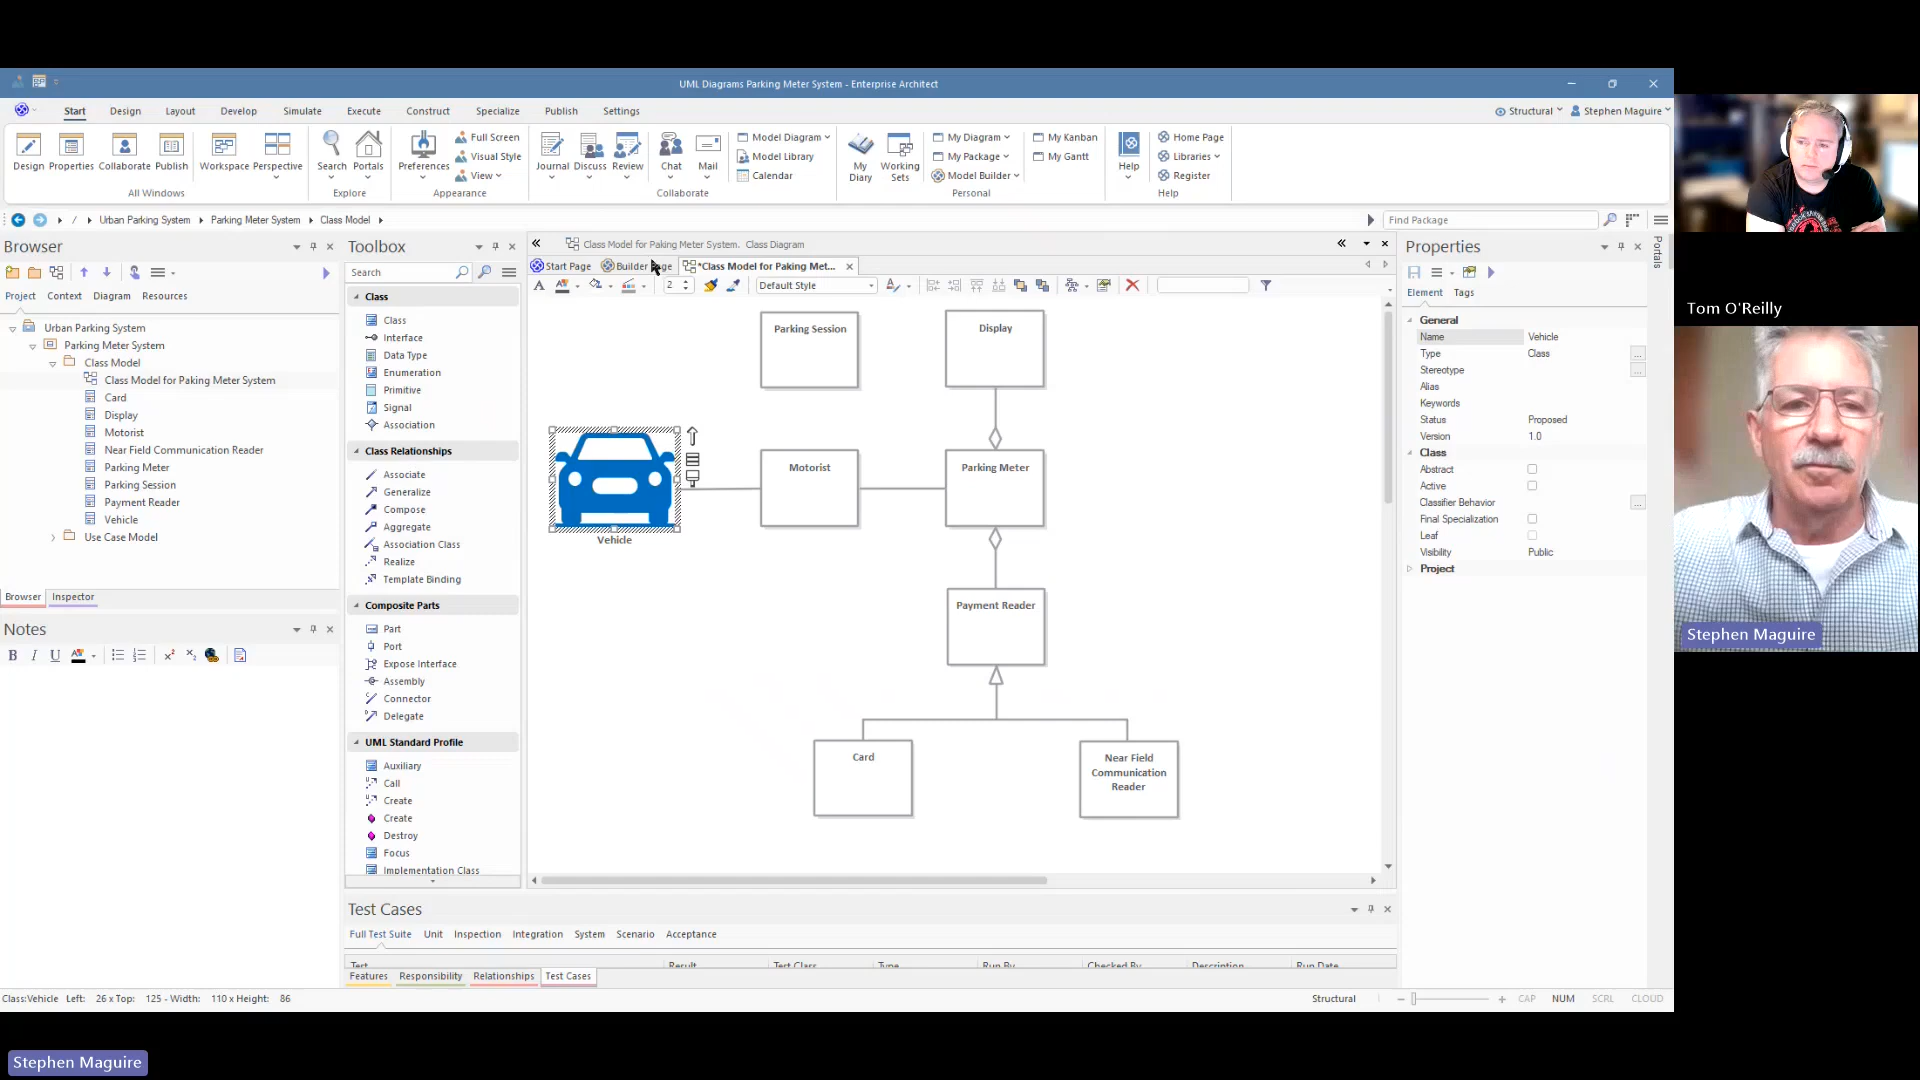 UML Diagrams Parking Meter System - Enterprise Architect
Start Design Layout Develop Simulate Execute Construct Specialize Publish Settings
Structural Stephen Maguire
Design Properties Collaborate Publish Workspace Perspective
All Windows
Search Portals
Explore
Preferences
Full Screen
Visual Style
View
Appearance
Journal Discuss Review Chat Mail
Model Diagram
Model Library
Calendar
Collaborate
My Diary
Working Sets
My Diagram
My Package
Model Builder
My Kanban
My Gantt
Personal
Help
Home Page
Libraries
Register
Help
/ Urban Parking System Parking Meter System Class Model
Find Package
Portals
Browser
Project Context Diagram Resources
Urban Parking System
Parking Meter System
Class Model
Class Model for Paking Meter System
Card
Display
Motorist
Near Field Communication Reader
Parking Meter
Parking Session
Payment Reader
Vehicle
Use Case Model
Browser Inspector
Notes
B I U
Toolbox
Search
Class
Class
Interface
Data Type
Enumeration
Primitive
Signal
Association
Class Relationships
Associate
Generalize
Compose
Aggregate
Association Class
Realize
Template Binding
Composite Parts
Part
Port
Expose Interface
Assembly
Connector
Delegate
UML Standard Profile
Auxiliary
Call
Create
Create
Destroy
Focus
Implementation Class
Class Model for Paking Meter System. Class Diagram
Start Page Builder *Class Model for Paking Met...
2 Default Style
Parking Session
Display
Motorist
Parking Meter
Vehicle
Payment Reader
Card
Near Field
Communication
Reader
Properties
Element Tags
General
Name Vehicle
Type Class
Stereotype
Alias
Keywords
Status Proposed
Version 1.0
Class
Abstract
Active
Classifier Behavior
Final Specialization
Leaf
Visibility Public
Project
Test Cases
Full Test Suite Unit Inspection Integration System Scenario Acceptance
Test Result Test Class Type Run By Checked By Description Run Date
Features Responsibility Relationships Test Cases
Class:Vehicle Left: 26 x Top: 125 - Width: 110 x Height: 86
Structural CAP NUM SCRL CLOUD
Tom O'Reilly
Stephen Maguire
Stephen Maguire